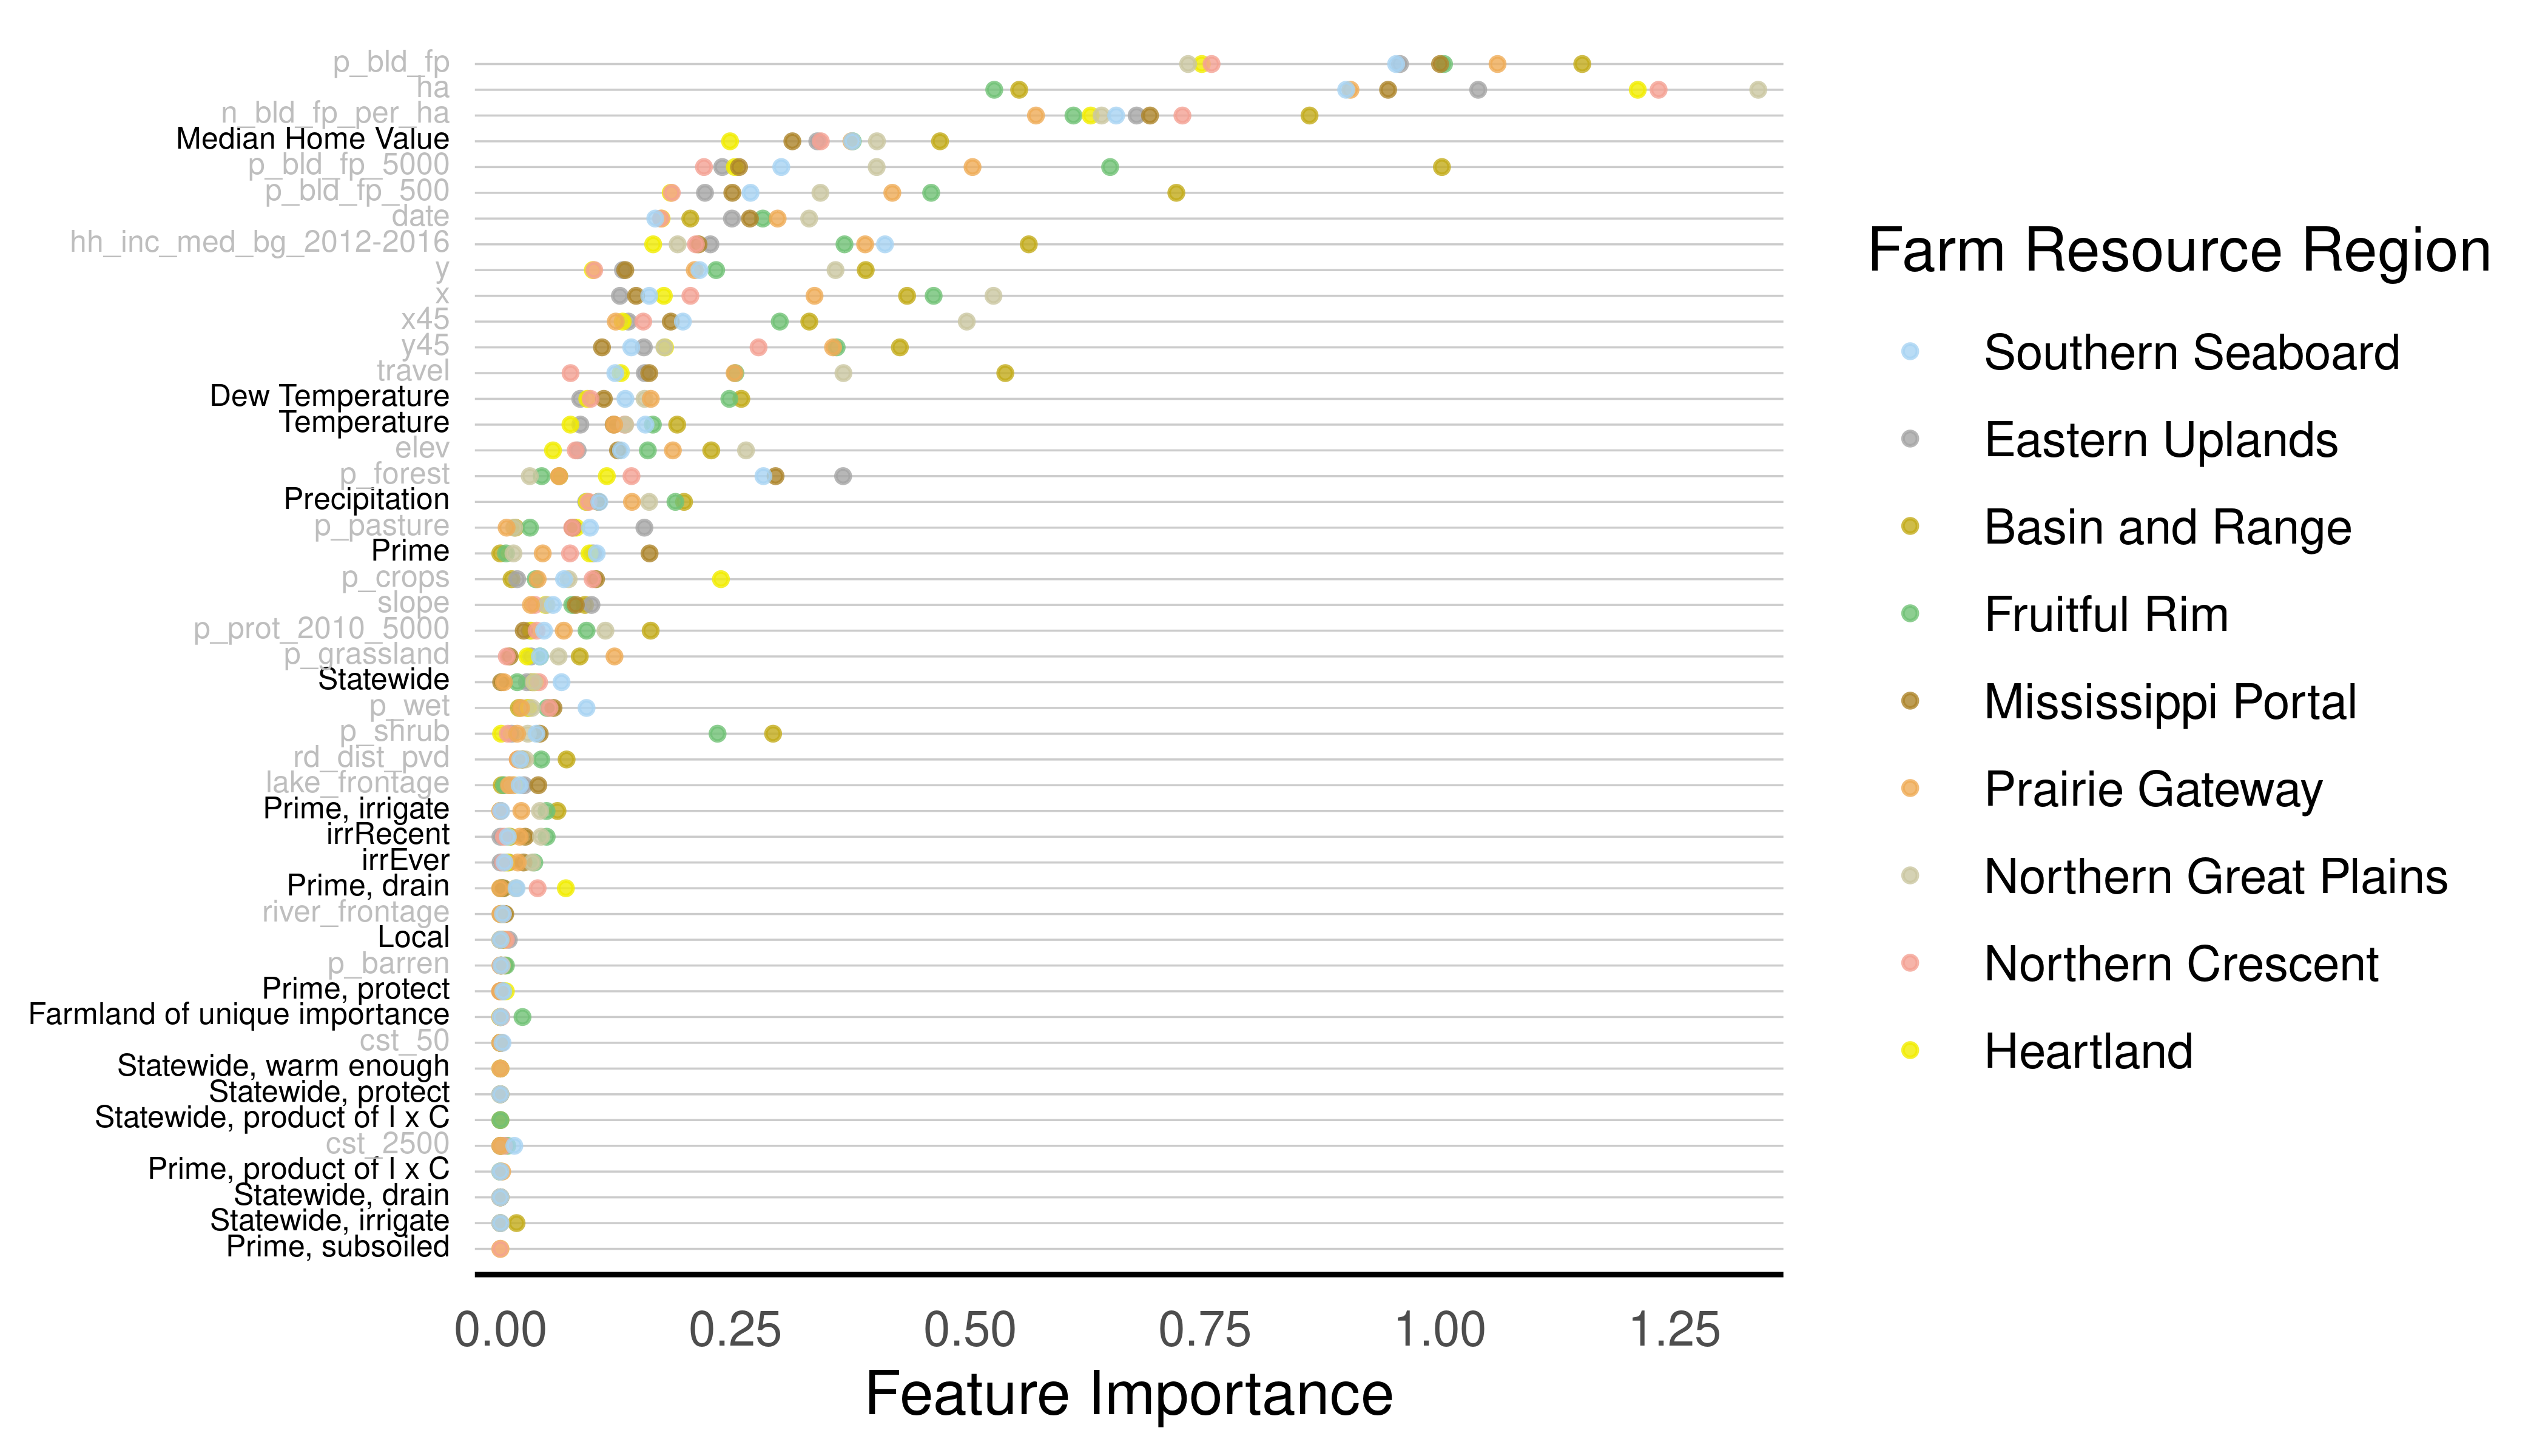 p_bld_fp
ha
n_bld_fp_per_ha
Median Home Value
p_bld_fp_5000
p_bld_fp_500
date
hh_inc_med_bg_2012-2016
y
x
x45
y45
travel
Dew Temperature
Temperature
elev
p_forest
Precipitation
p_pasture
Prime
p_crops
slope
p_prot_2010_5000
p_grassland
Statewide
p_wet
p_shrub
rd_dist_pvd
lake_frontage
Prime, irrigate
irrRecent
irrEver
Prime, drain
river_frontage
Local
p_barren
Prime, protect
Farmland of unique importance
cst_50
Statewide, warm enough
Statewide, protect
Statewide, product of I x C
cst_2500
Prime, product of I x C
Statewide, drain
Statewide, irrigate
Prime, subsoiled
0.00 0.25 0.50 0.75 1.00 1.25
Feature Importance
Farm Resource Region
Southern Seaboard
Eastern Uplands
Basin and Range
Fruitful Rim
Mississippi Portal
Prairie Gateway
Northern Great Plains
Northern Crescent
Heartland